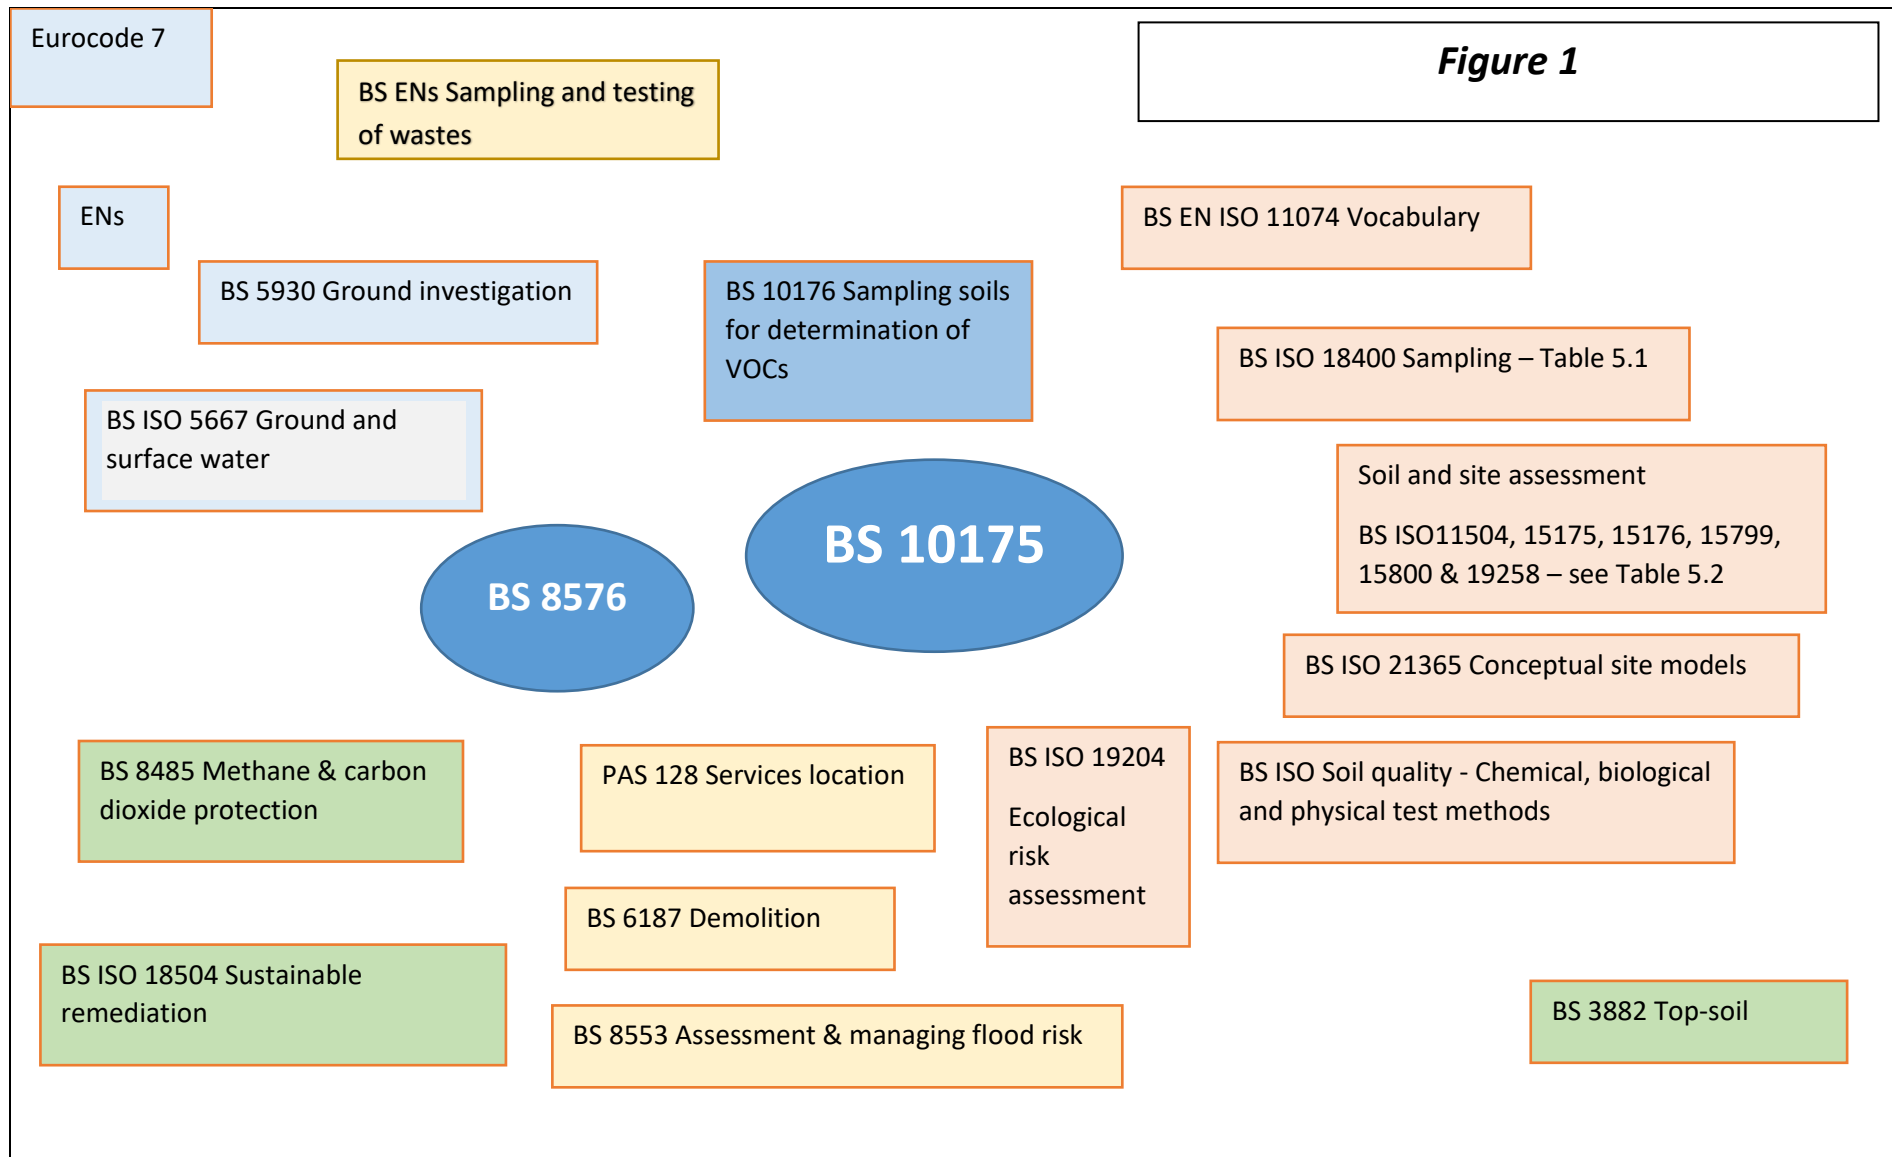 Eurocode 7
Figure 1
BS ENs Sampling and testing
of wastes
ENs
BS EN ISO 11074 Vocabulary
BS 5930 Ground investigation
BS 10176 Sampling soils
for determination of
VOCs
BS ISO 18400 Sampling – Table 5.1
BS ISO 5667 Ground and
surface water
Soil and site assessment
BS ISO11504, 15175, 15176, 15799,
15800 & 19258 – see Table 5.2
BS 10175
BS 8576
BS ISO 21365 Conceptual site models
BS 8485 Methane & carbon
dioxide protection
PAS 128 Services location
BS ISO 19204
Ecological
risk
assessment
BS ISO Soil quality - Chemical, biological
and physical test methods
BS 6187 Demolition
BS ISO 18504 Sustainable
remediation
BS 8553 Assessment & managing flood risk
BS 3882 Top-soil